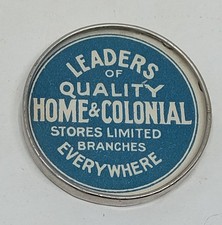 LEADERS
OF
QUALITY
HOME & COLONIAL
STORES LIMITED
BRANCHES
EVERYWHERE